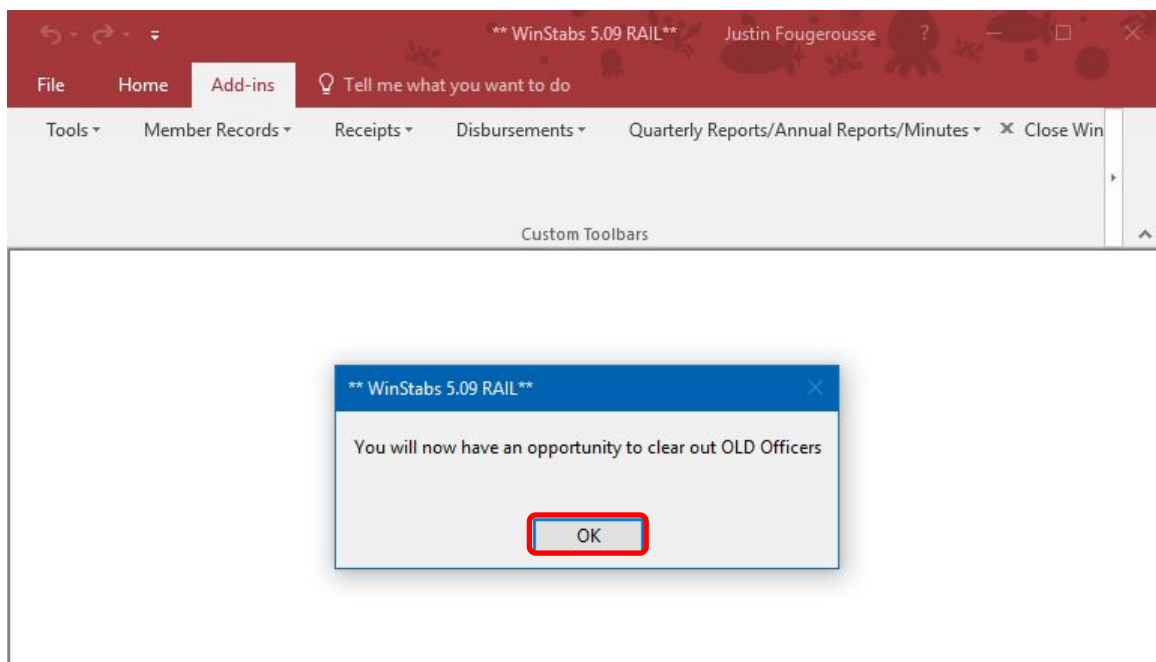 ** WinStabs 5.09 RAIL** Justin Fougerousse ?
File Home Add-ins Tell me what you want to do
Tools Member Records Receipts Disbursements Quarterly Reports/Annual Reports/Minutes Close Win
Custom Toolbars
** WinStabs 5.09 RAIL**
You will now have an opportunity to clear out OLD Officers
OK